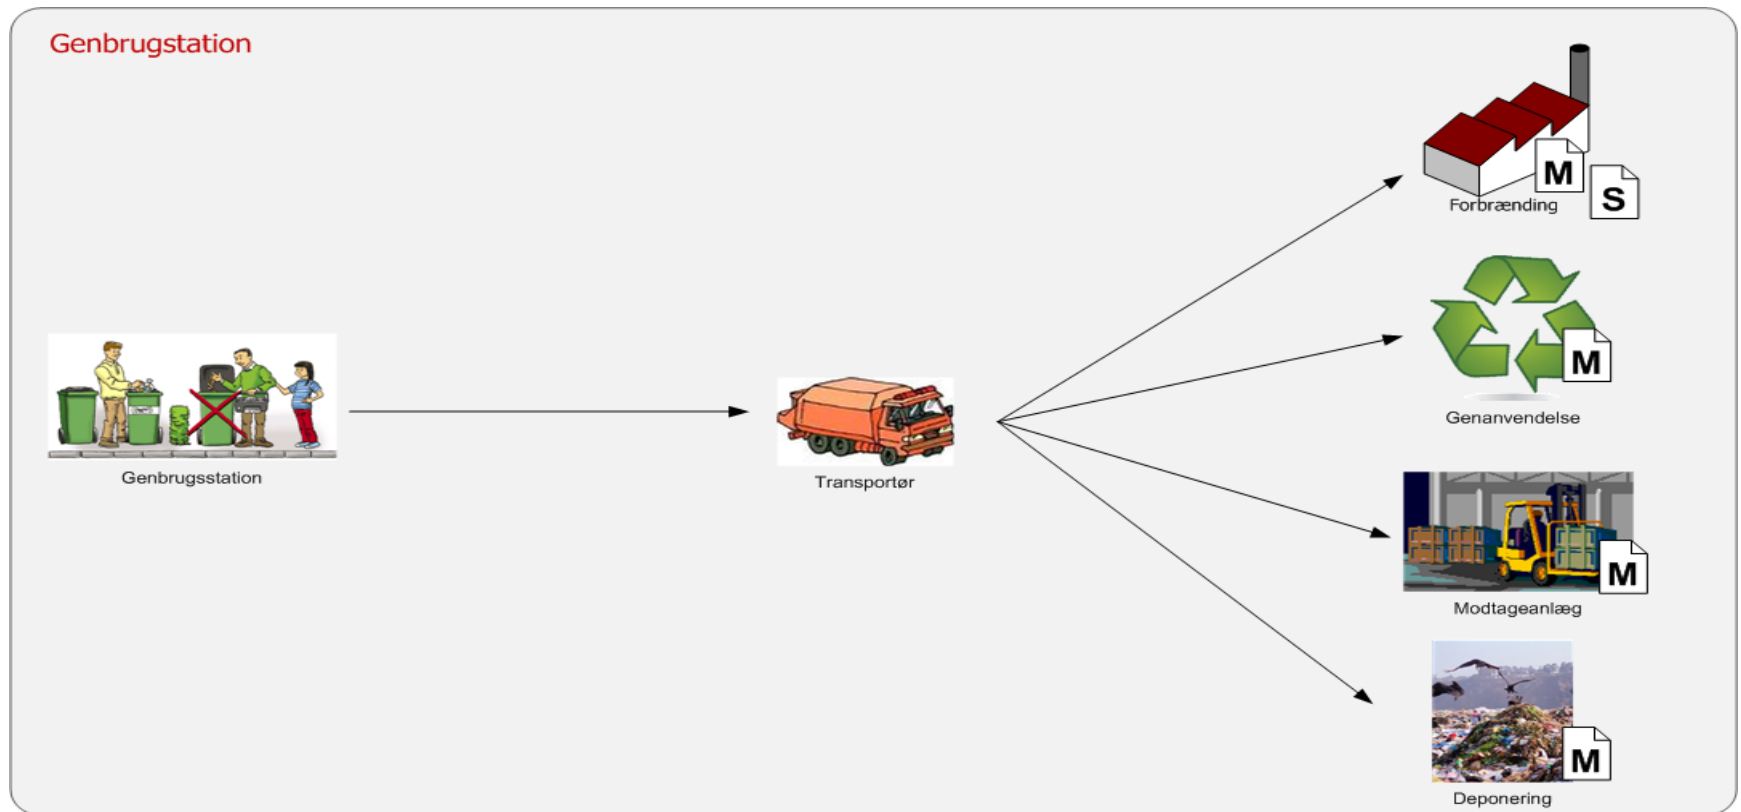 Genbrugstation
M
S
Forbrænding
M
Genanvendelse
Genbrugsstation
Transportør
M
Modtageanlæg
M
Deponering